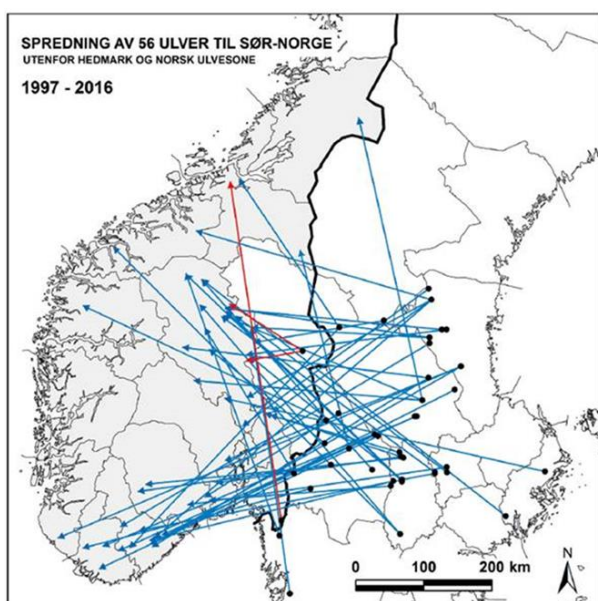 SPREDNING AV 56 ULVER TIL SØR-NORGE
UTENFOR HEDMARK OG NORSK ULVESONE
1997 - 2016
N
0 100 200 km